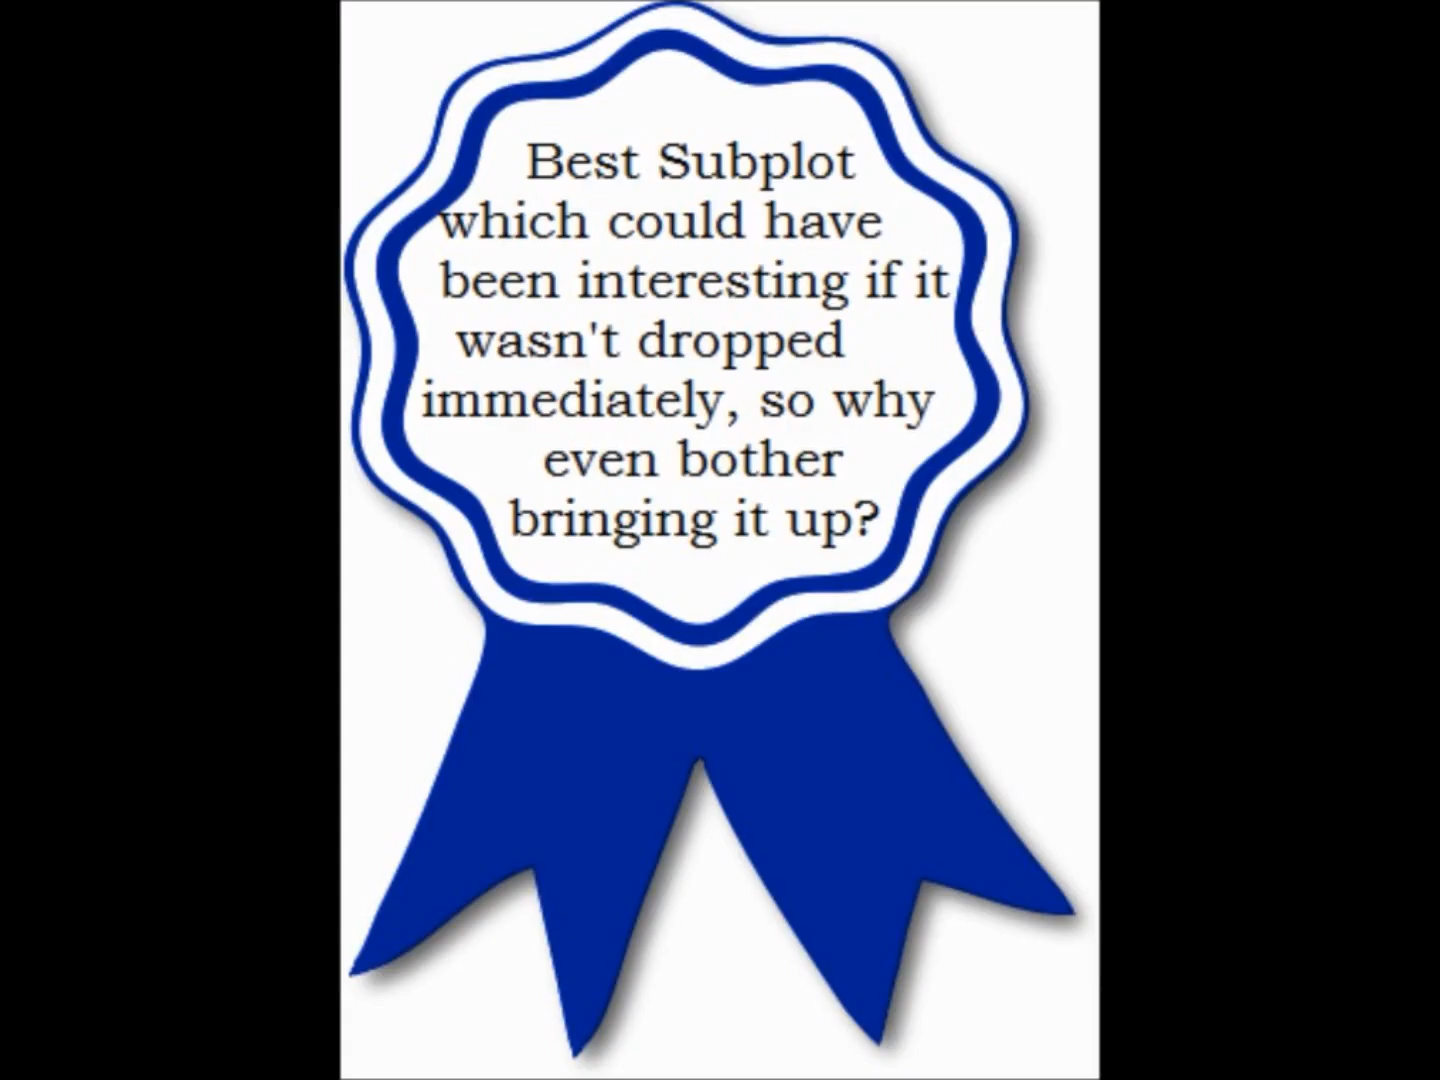 Best Subplot
which could have
been interesting if it
wasn't dropped
immediately, so why
even bother
bringing it up?